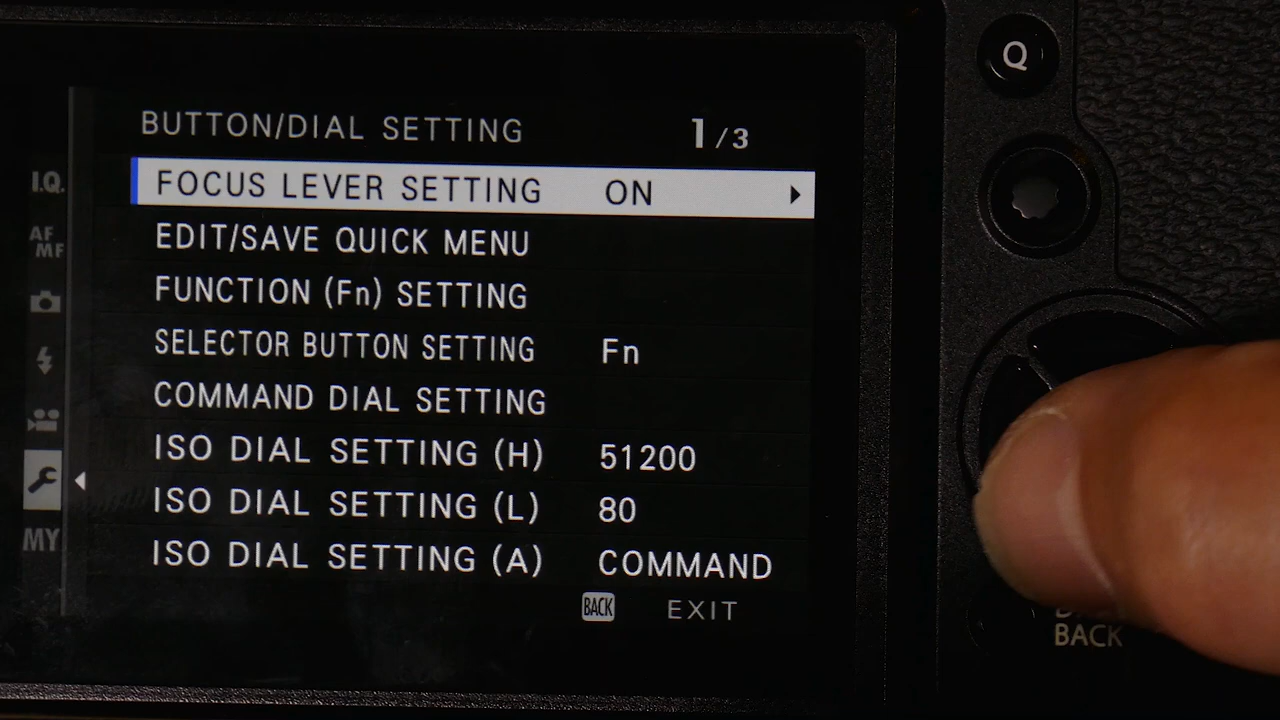 Q
BUTTON/DIAL SETTING 1/3
FOCUS LEVER SETTING ON
EDIT/SAVE QUICK MENU
FUNCTION (Fn) SETTING
SELECTOR BUTTON SETTING Fn
COMMAND DIAL SETTING
ISO DIAL SETTING (H) 51200
ISO DIAL SETTING (L) 80
ISO DIAL SETTING (A) COMMAND
BACK EXIT
I.Q.
AF
MF
MY
BACK